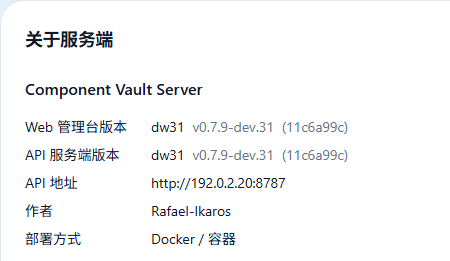 关于服务端
Component Vault Server
Web 管理台版本 dw31 v0.7.9-dev.31 (11c6a99c)
API 服务端版本 dw31 v0.7.9-dev.31 (11c6a99c)
API 地址 http://192.0.2.20:8787
作者 Rafael-Ikaros
部署方式 Docker / 容器